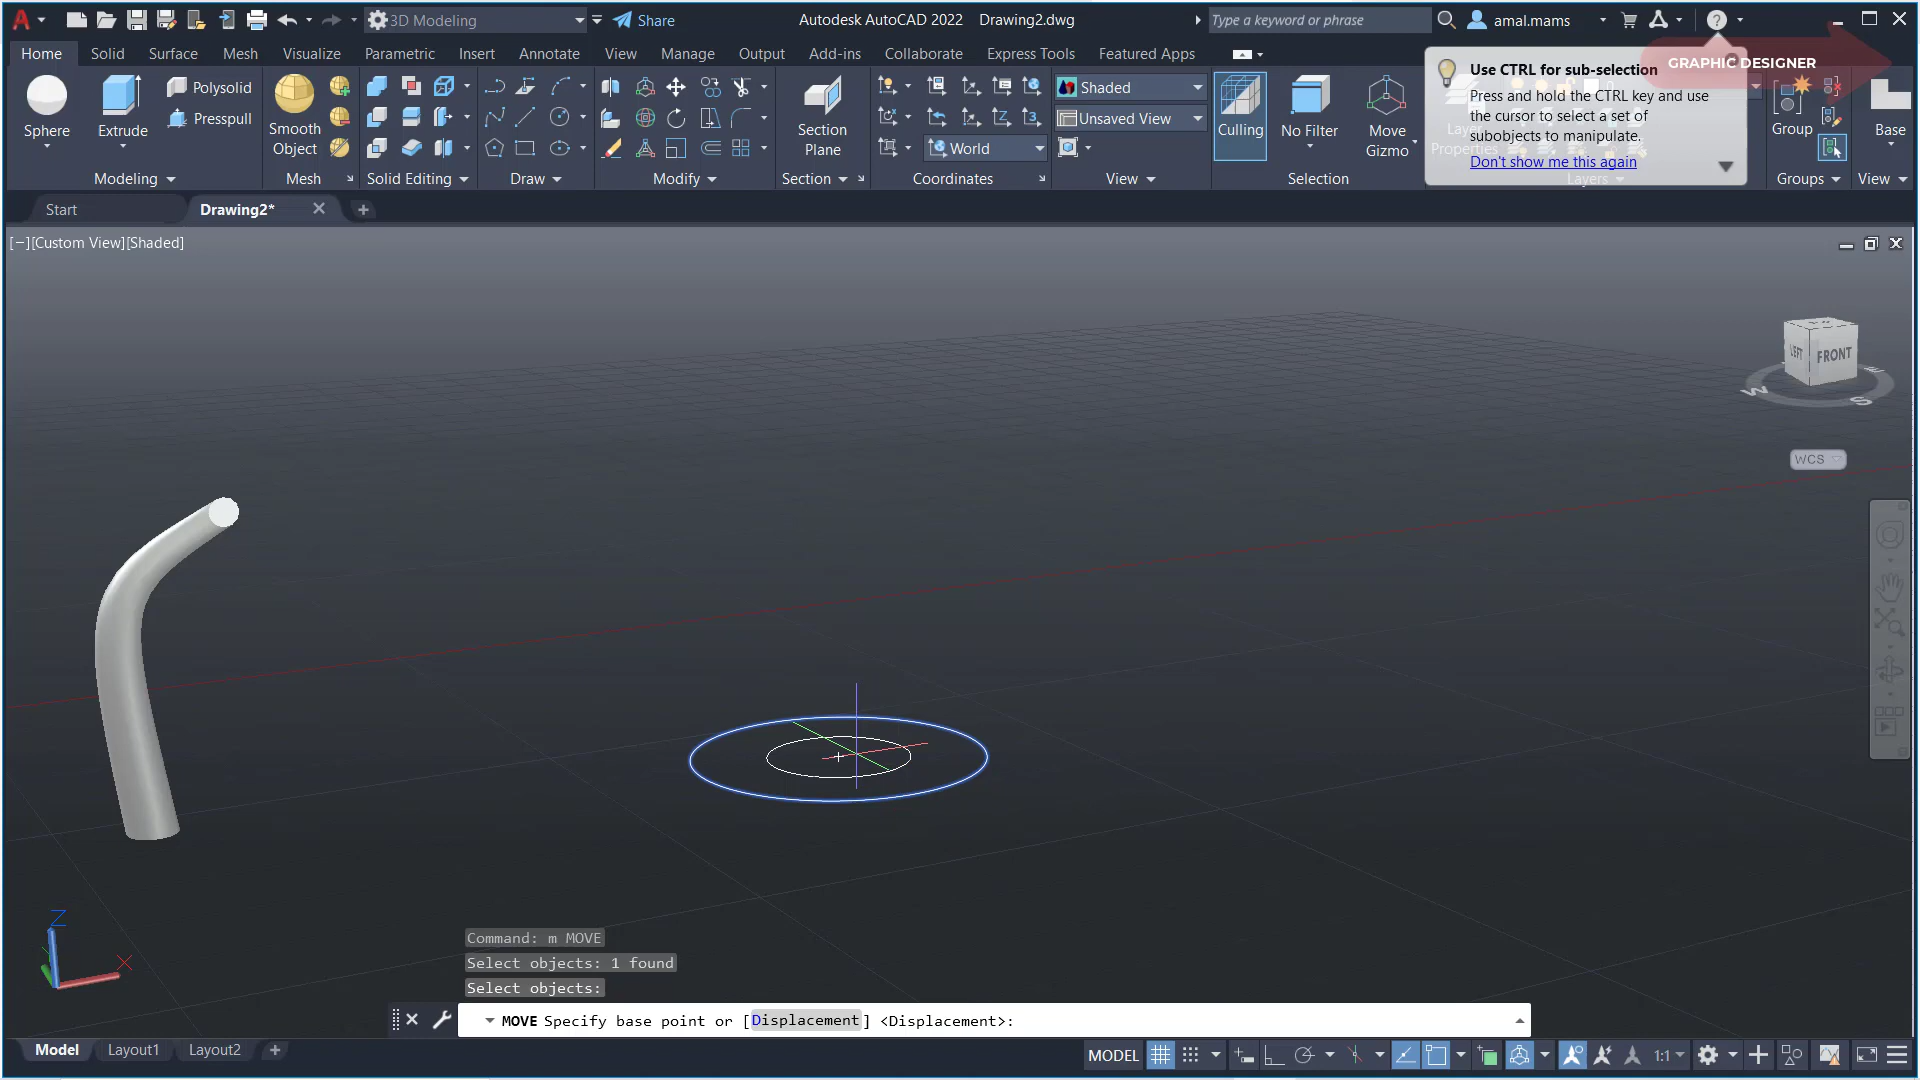 3D Modeling
Share
Autodesk AutoCAD 2022 Drawing2.dwg
Type a keyword or phrase
amal.mams
Home Solid Surface Mesh Visualize Parametric Insert Annotate View Manage Output Add-ins Collaborate Express Tools Featured Apps
GRAPHIC DESIGNER
Use CTRL for sub-selection
Press and hold the CTRL key and use
the cursor to select a set of
subobjects to manipulate.
Don't show me this again
Sphere
Extrude
Polysolid
Presspull
Smooth
Object
Section
Plane
World
Shaded
Unsaved View
Culling
No Filter
Move
Gizmo
Layer
Properties
Group
Base
Modeling
Mesh
Solid Editing
Draw
Modify
Section
Coordinates
View
Selection
Layers
Groups
View
Start
Drawing2*
[−][Custom View][Shaded]
LEFT
FRONT
W
S
E
WCS
Z
X
Command: m MOVE
Select objects: 1 found
Select objects:
MOVE Specify base point or [Displacement] <Displacement>:
Model Layout1 Layout2
MODEL
1:1